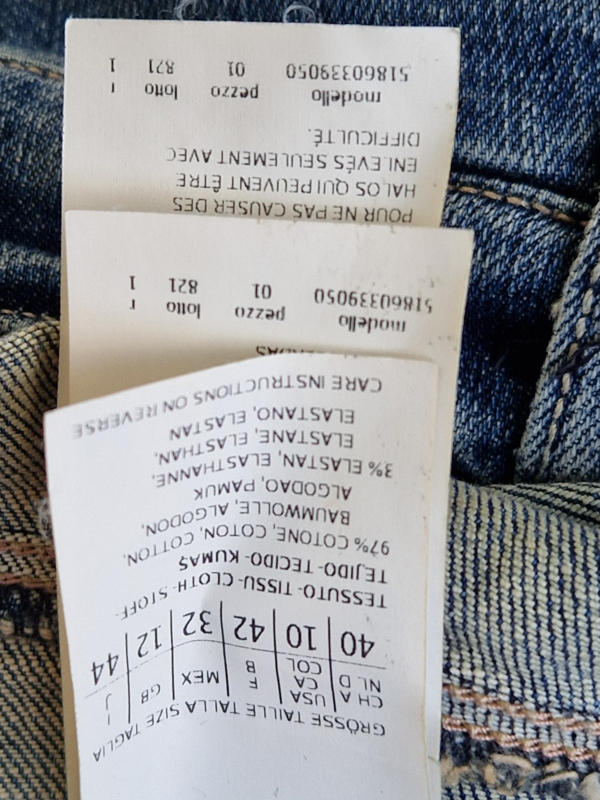 GRÖSSE TAILLE TALLA SIZE TAGLIA
CH A USA F MEX GB I
NL D CA B J
COL
40 10 42 32 12 44
TESSUTO-TISSU-CLOTH-STOFF-
TEJIDO-TECIDO-KUMAŞ
97% COTONE, COTON, COTTON,
BAUMWOLLE, ALGODON,
ALGODAO, PAMUK
3% ELASTAN, ELASTHANNE,
ELASTANE, ELASTHAN,
ELASTANO, ELASTAN
CARE INSTRUCTIONS ON REVERSE
modello pezzo lotto r
51860339050 01 821 1
POUR NE PAS CAUSER DES
HALOS QUI PEUVENT ÊTRE
ENLEVÉS SEULEMENT AVEC
DIFFICULTÉ.
modello pezzo lotto r
51860339050 01 821 1